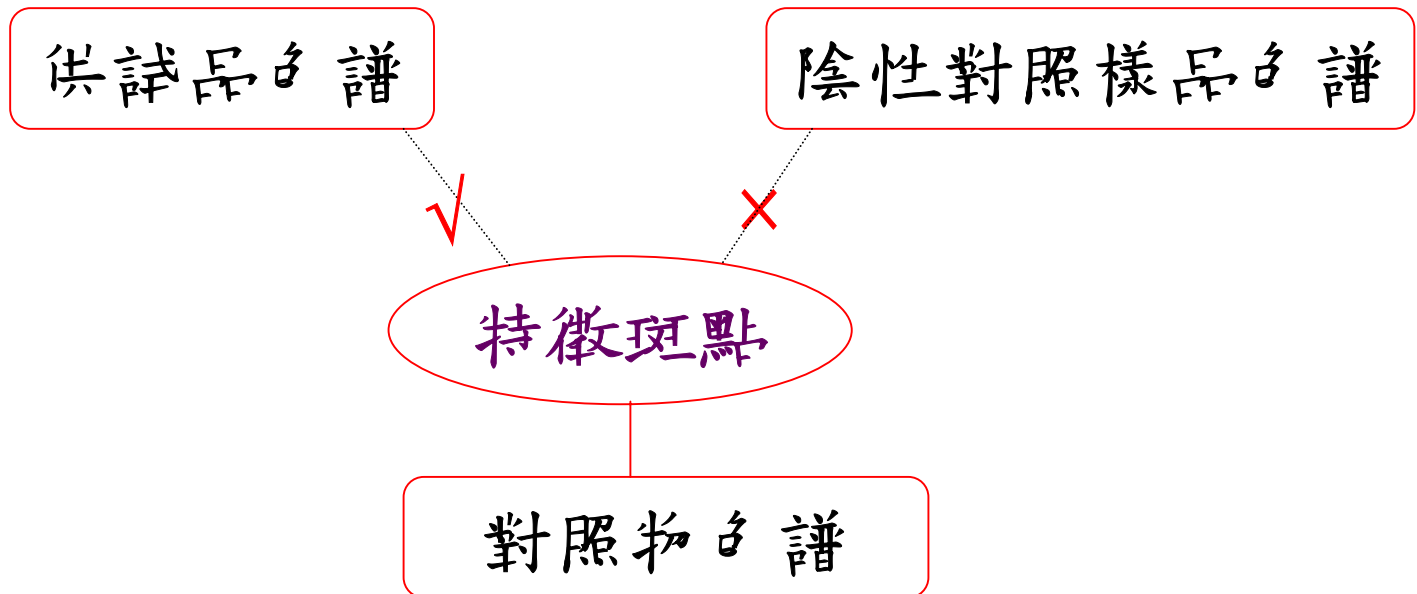 供試品色譜
陰性對照樣品色譜
√
×
特徵斑點
對照物色譜